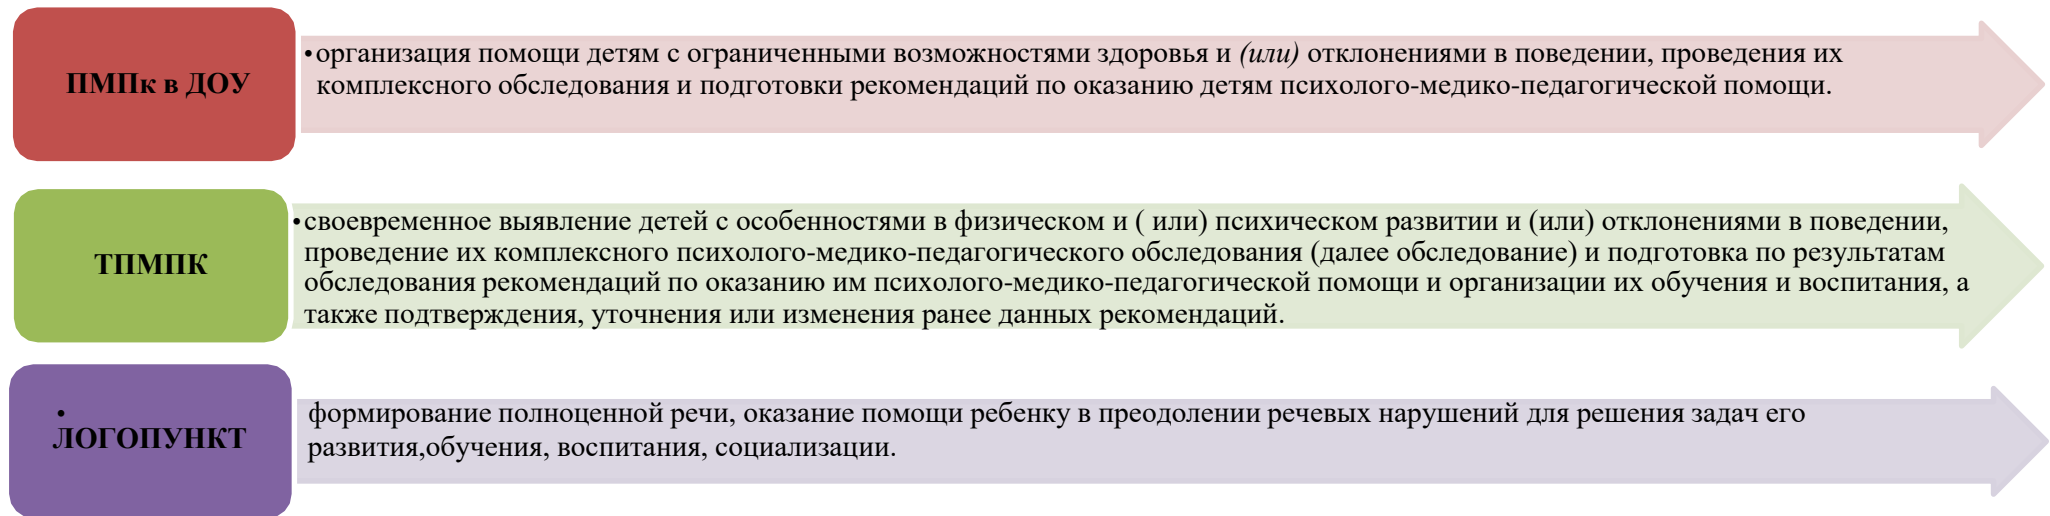 ПМПк в ДОУ
•организация помощи детям с ограниченными возможностями здоровья и (или) отклонениями в поведении, проведения их
комплексного обследования и подготовки рекомендаций по оказанию детям психолого-медико-педагогической помощи.
ТПМПК
•своевременное выявление детей с особенностями в физическом и ( или) психическом развитии и (или) отклонениями в поведении,
проведение их комплексного психолого-медико-педагогического обследования (далее обследование) и подготовка по результатам
обследования рекомендаций по оказанию им психолого-медико-педагогической помощи и организации их обучения и воспитания, а
также подтверждения, уточнения или изменения ранее данных рекомендаций.
•
ЛОГОПУНКТ
формирование полноценной речи, оказание помощи ребенку в преодолении речевых нарушений для решения задач его
развития,обучения, воспитания, социализации.